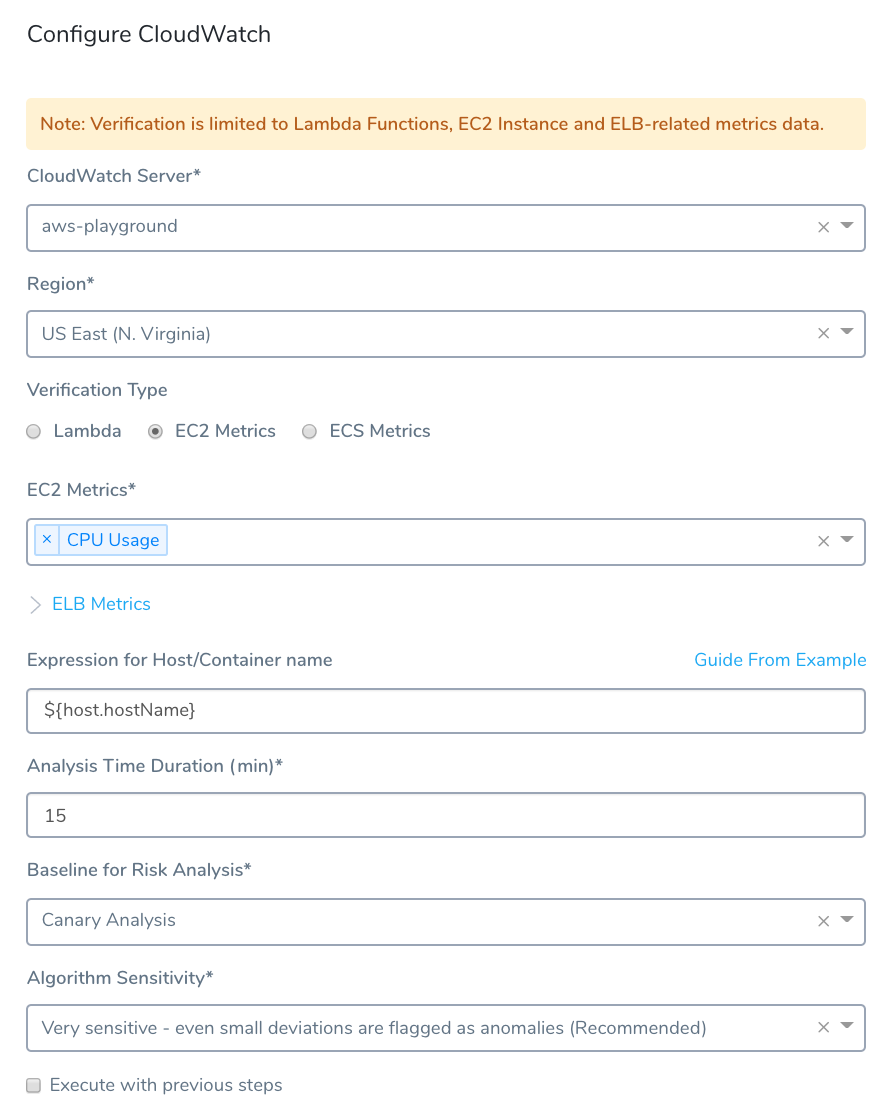 Configure CloudWatch
Note: Verification is limited to Lambda Functions, EC2 Instance and ELB-related metrics data.
CloudWatch Server*
aws-playground
Region*
US East (N. Virginia)
Verification Type
Lambda EC2 Metrics ECS Metrics
EC2 Metrics*
× CPU Usage
ELB Metrics
Expression for Host/Container name Guide From Example
${host.hostName}
Analysis Time Duration (min)*
15
Baseline for Risk Analysis*
Canary Analysis
Algorithm Sensitivity*
Very sensitive - even small deviations are flagged as anomalies (Recommended)
Execute with previous steps